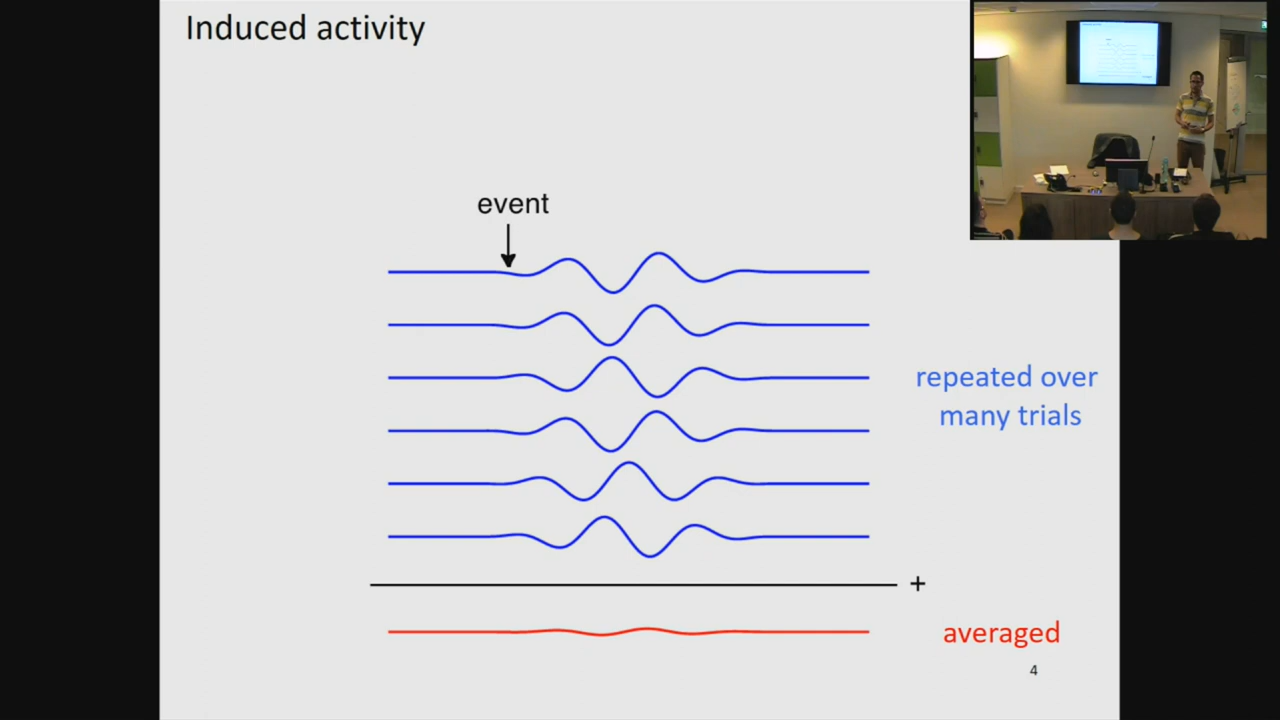 Induced activity
event
repeated over
many trials
+
averaged
4